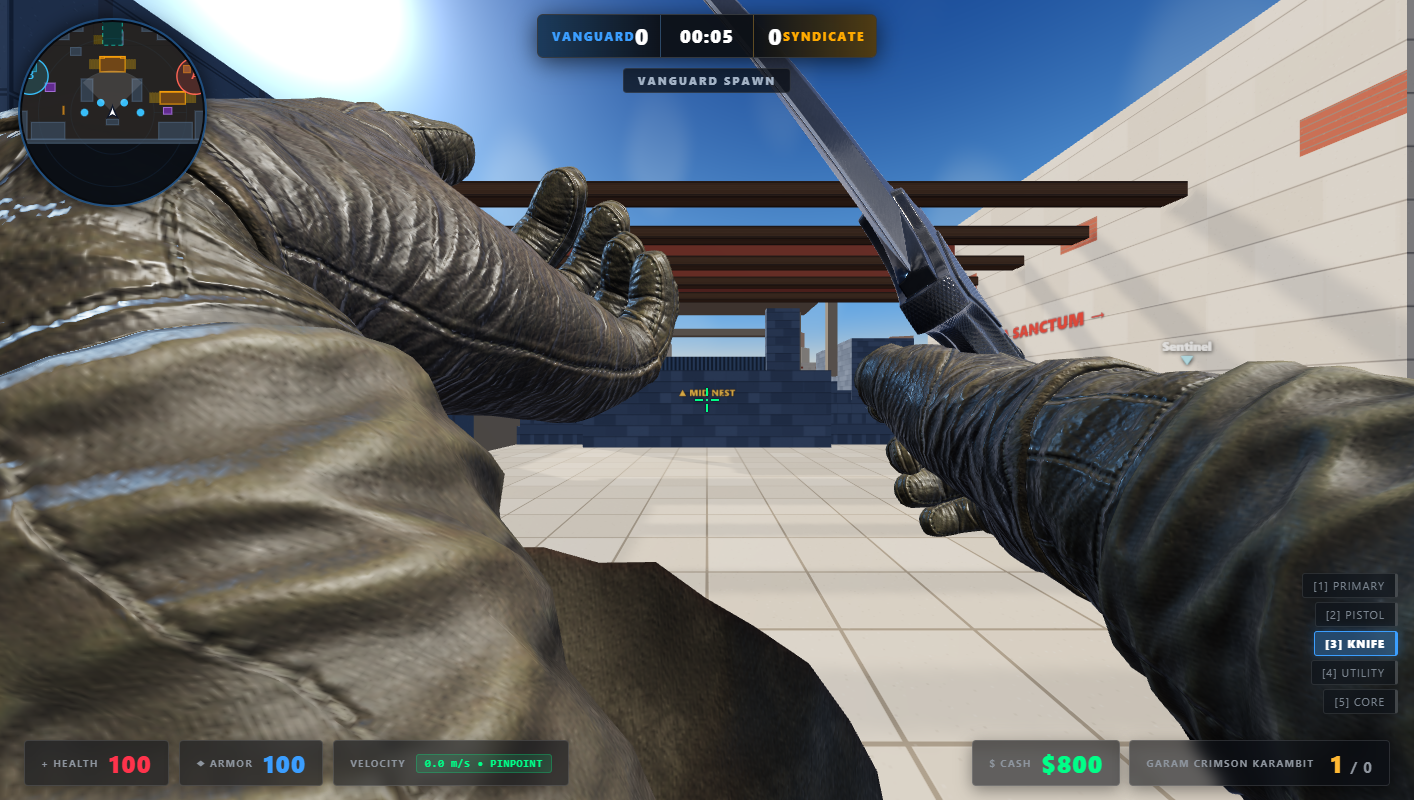 VANGUARD 0 00:05 0 SYNDICATE
VANGUARD SPAWN
SANCTUM →
Sentinel
▲ MID NEST
[1] PRIMARY
[2] PISTOL
[3] KNIFE
[4] UTILITY
[5] CORE
+ HEALTH 100
ARMOR 100
VELOCITY 0.0 m/s • PINPOINT
$ CASH $800
GARAM CRIMSON KARAMBIT 1 / 0